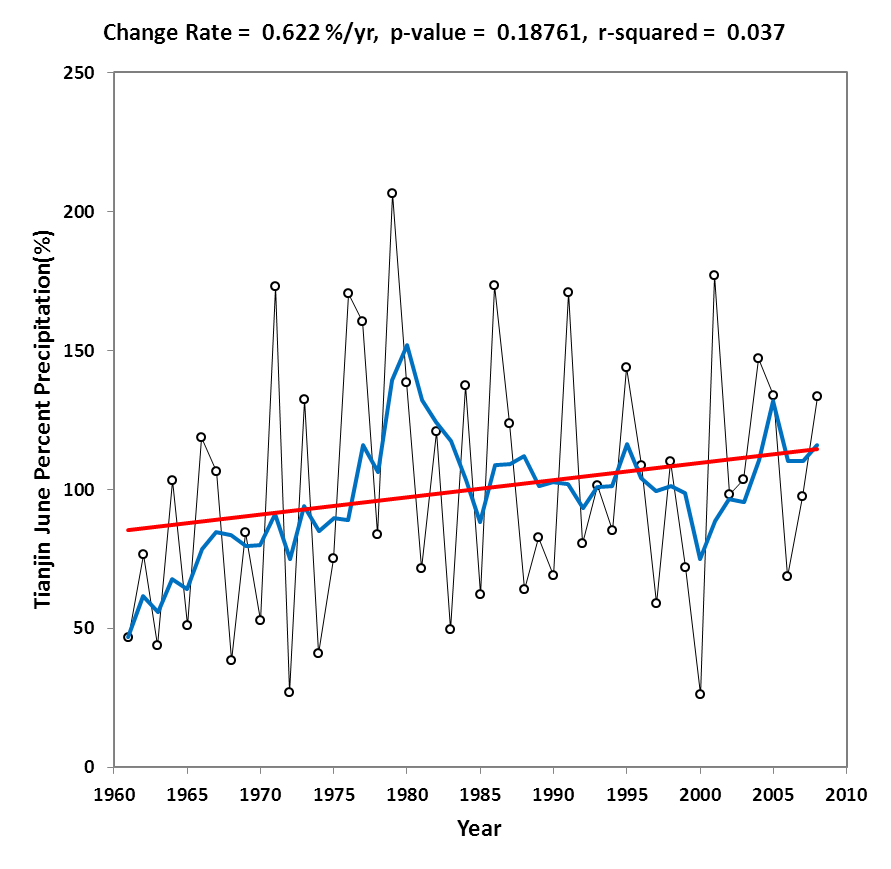 Change Rate = 0.622 %/yr, p-value = 0.18761, r-squared = 0.037
Tianjin June Percent Precipitation(%)
250
200
150
100
50
0
1960 1965 1970 1975 1980 1985 1990 1995 2000 2005 2010
Year